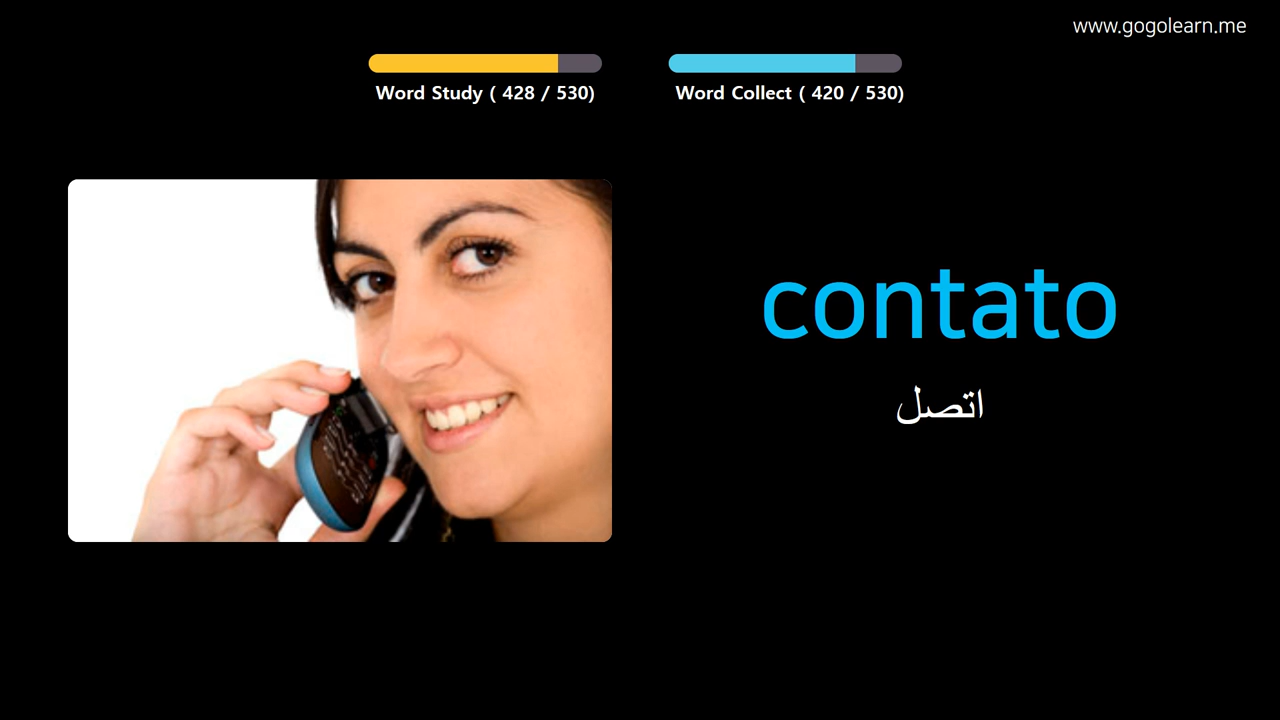 www.gogolearn.me
Word Study ( 428 / 530)
Word Collect ( 420 / 530)
contato
اتصل